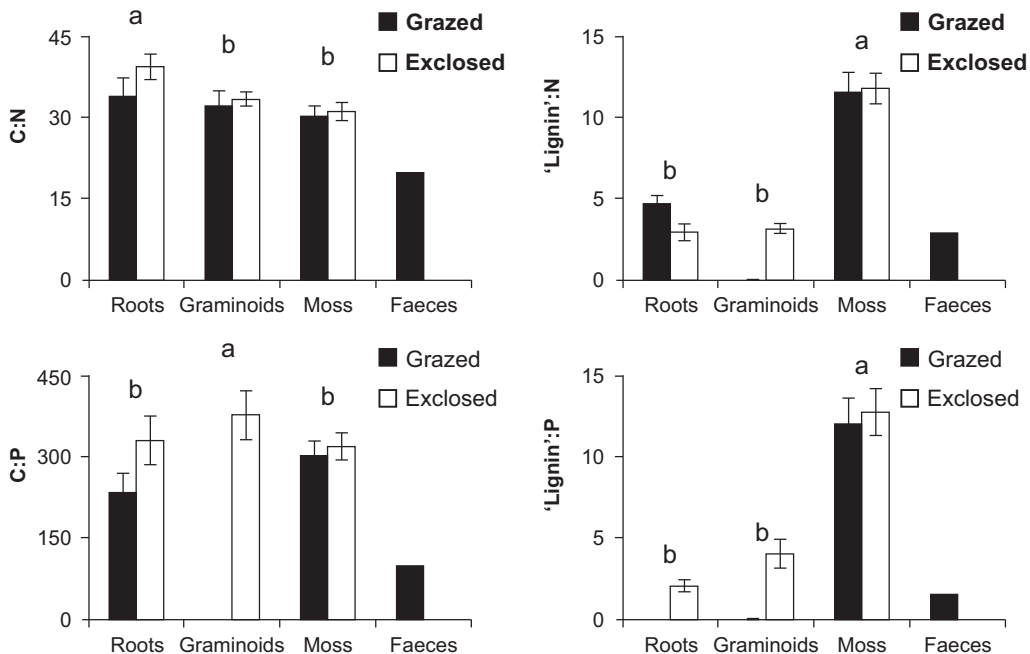 C:N
45
30
15
0
a
b
b
Grazed
Exclosed
Roots
Graminoids
Moss
Faeces
'Lignin':N
15
10
5
0
b
b
a
Grazed
Exclosed
Roots
Graminoids
Moss
Faeces
C:P
450
300
150
0
b
a
b
Grazed
Exclosed
Roots
Graminoids
Moss
Faeces
'Lignin':P
15
10
5
0
b
b
a
Grazed
Exclosed
Roots
Graminoids
Moss
Faeces